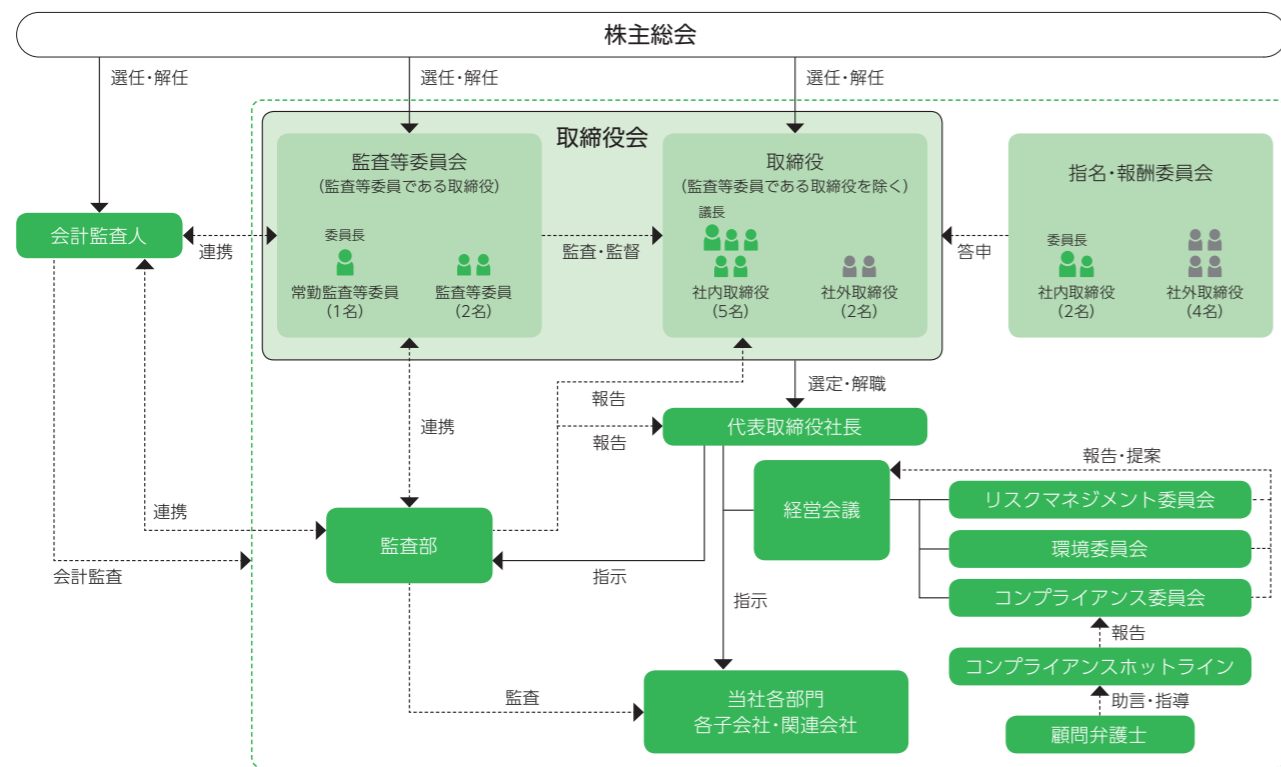 株主総会
選任・解任
選任・解任
選任・解任
取締役会
監査等委員会
(監査等委員である取締役)
委員長
常勤監査等委員
(1名)
監査等委員
(2名)
監査・監督
取締役
(監査等委員である取締役を除く)
議長
社内取締役
(5名)
社外取締役
(2名)
答申
指名・報酬委員会
委員長
社内取締役
(2名)
社外取締役
(4名)
会計監査人
連携
選定・解職
報告
報告
連携
代表取締役社長
報告・提案
経営会議
リスクマネジメント委員会
環境委員会
コンプライアンス委員会
連携
監査部
会計監査
指示
指示
報告
コンプライアンスホットライン
助言・指導
顧問弁護士
監査
当社各部門
各子会社・関連会社